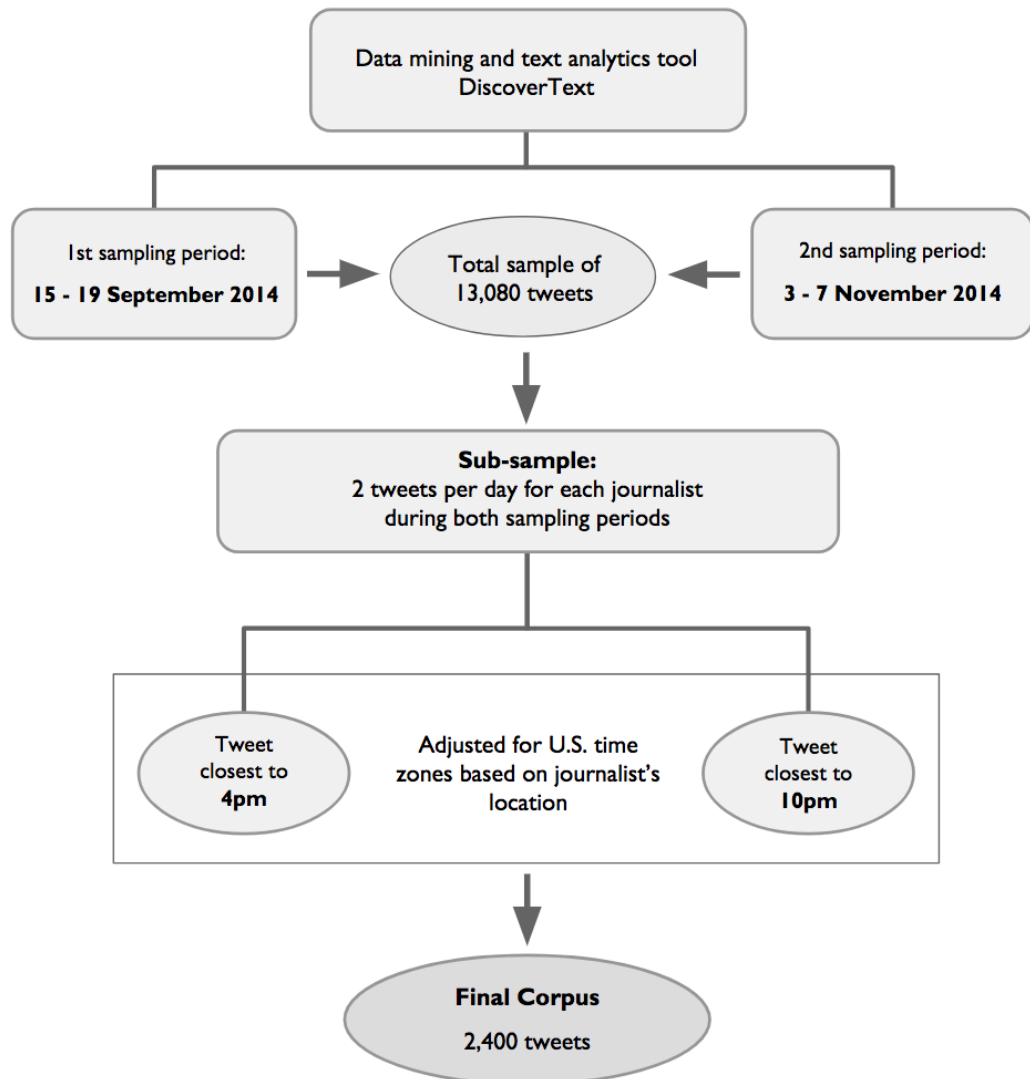 Data mining and text analytics tool
DiscoverText
1st sampling period:
15 - 19 September 2014
Total sample of
13,080 tweets
2nd sampling period:
3 - 7 November 2014
Sub-sample:
2 tweets per day for each journalist
during both sampling periods
Tweet
closest to
4pm
Adjusted for U.S. time
zones based on journalist’s
location
Tweet
closest to
10pm
Final Corpus
2,400 tweets